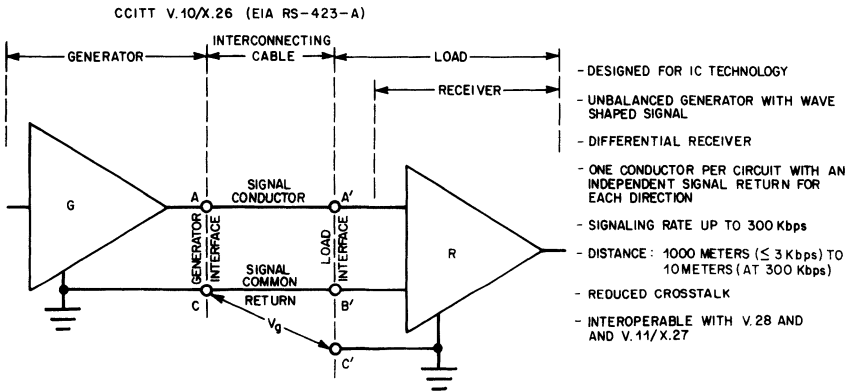 CCITT V.10/X.26 (EIA RS-423-A)
GENERATOR
INTERCONNECTING
CABLE
LOAD
RECEIVER
G
A
SIGNAL
CONDUCTOR
A'
GENERATOR
INTERFACE
LOAD
INTERFACE
R
C
SIGNAL
COMMON
RETURN
B'
Vg
C'
- DESIGNED FOR IC TECHNOLOGY
- UNBALANCED GENERATOR WITH WAVE
SHAPED SIGNAL
- DIFFERENTIAL RECEIVER
- ONE CONDUCTOR PER CIRCUIT WITH AN
INDEPENDENT SIGNAL RETURN FOR
EACH DIRECTION
- SIGNALING RATE UP TO 300 Kbps
- DISTANCE: 1000 METERS (≤ 3 Kbps) TO
10 METERS (AT 300 Kbps)
- REDUCED CROSSTALK
- INTEROPERABLE WITH V.28 AND
AND V.11/X.27